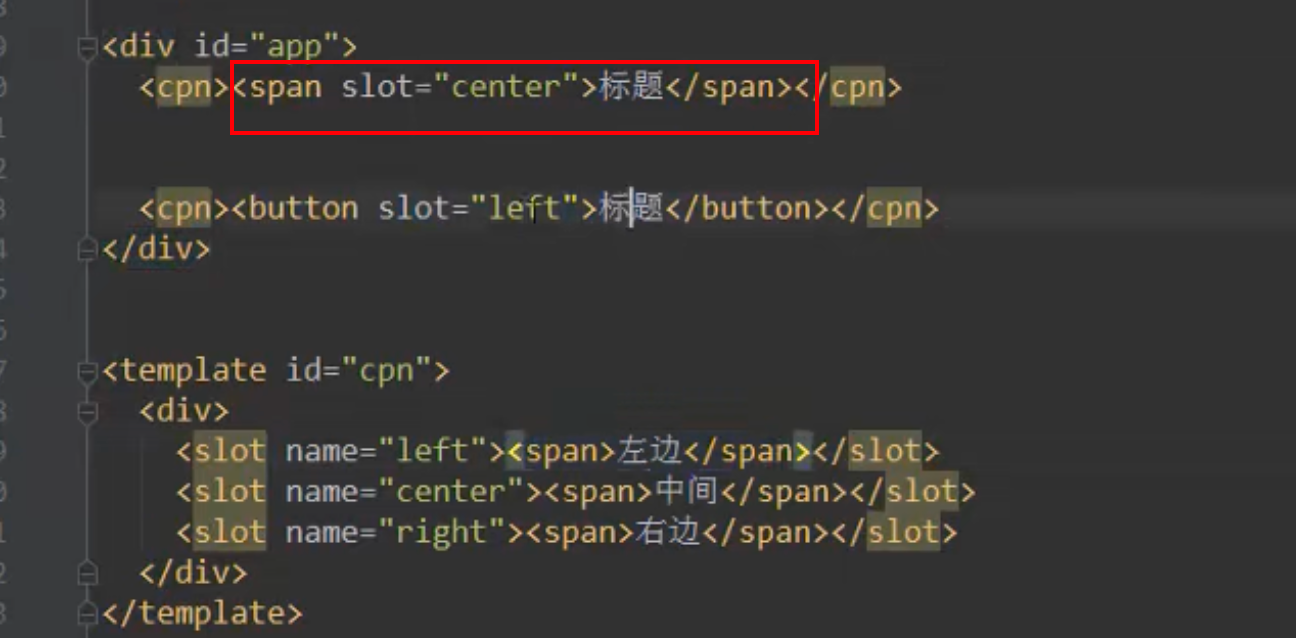 <div id="app">
<cpn><span slot="center">标题</span></cpn>
<cpn><button slot="left">标题</button></cpn>
</div>
<template id="cpn">
<div>
<slot name="left"><span>左边</span></slot>
<slot name="center"><span>中间</span></slot>
<slot name="right"><span>右边</span></slot>
</div>
</template>